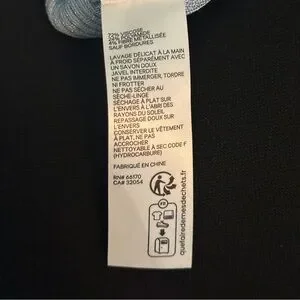 72% VISCOSE
4% FIBRE MÉTALLISÉE
SAUF BORDURES
LAVAGE DÉLICAT À LA MAIN
À FROID SÉPARÉMENT AVEC
UN SAVON DOUX
JAVEL INTERDITE
NE PAS IMMERGER, TORDRE
NI FROTTER
NE PAS SÉCHER AU
SÈCHE-LINGE
SÉCHAGE À PLAT SUR
L'ENVERS À L'ABRI DES
RAYONS DU SOLEIL
REPASSAGE DOUX SUR
L'ENVERS
CONSERVER LE VÊTEMENT
À PLAT, NE PAS
ACCROCHER
NETTOYABLE À SEC CODE F
(HYDROCARBURE)
FABRIQUÉ EN CHINE
RN# 66170
CA# 32054
FR
quefairedemesdechets.fr